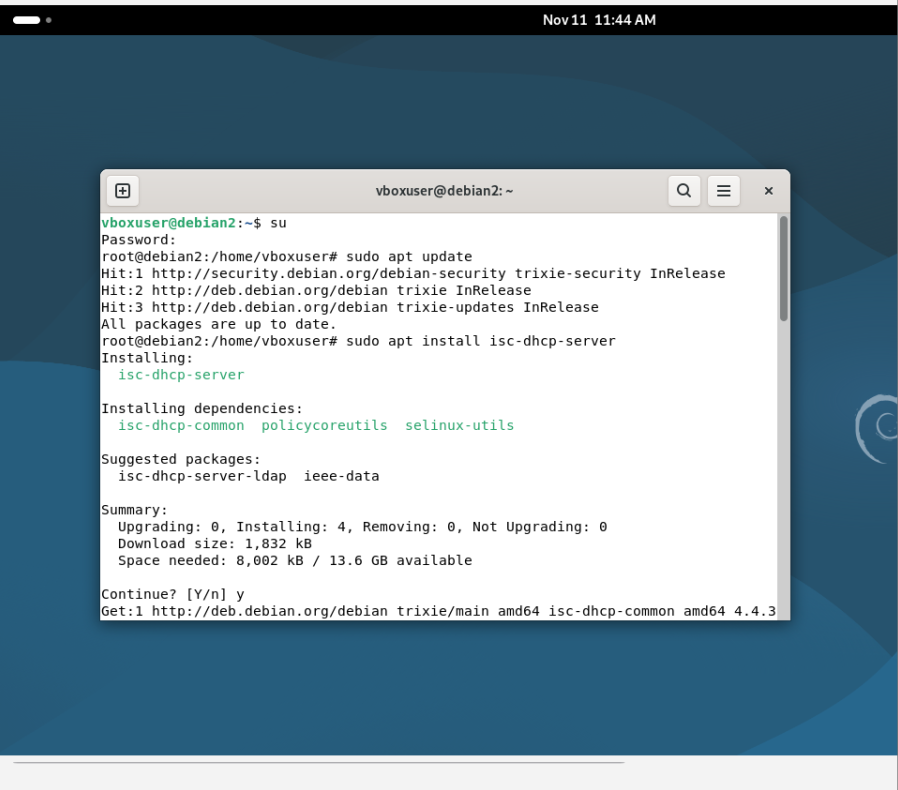 Nov 11 11:44 AM
vboxuser@debian2: ~
vboxuser@debian2:~$ su
Password:
root@debian2:/home/vboxuser# sudo apt update
Hit:1 http://security.debian.org/debian-security trixie-security InRelease
Hit:2 http://deb.debian.org/debian trixie InRelease
Hit:3 http://deb.debian.org/debian trixie-updates InRelease
All packages are up to date.
root@debian2:/home/vboxuser# sudo apt install isc-dhcp-server
Installing:
  isc-dhcp-server

Installing dependencies:
  isc-dhcp-common  policycoreutils  selinux-utils

Suggested packages:
  isc-dhcp-server-ldap  ieee-data

Summary:
  Upgrading: 0, Installing: 4, Removing: 0, Not Upgrading: 0
  Download size: 1,832 kB
  Space needed: 8,002 kB / 13.6 GB available

Continue? [Y/n] y
Get:1 http://deb.debian.org/debian trixie/main amd64 isc-dhcp-common amd64 4.4.3